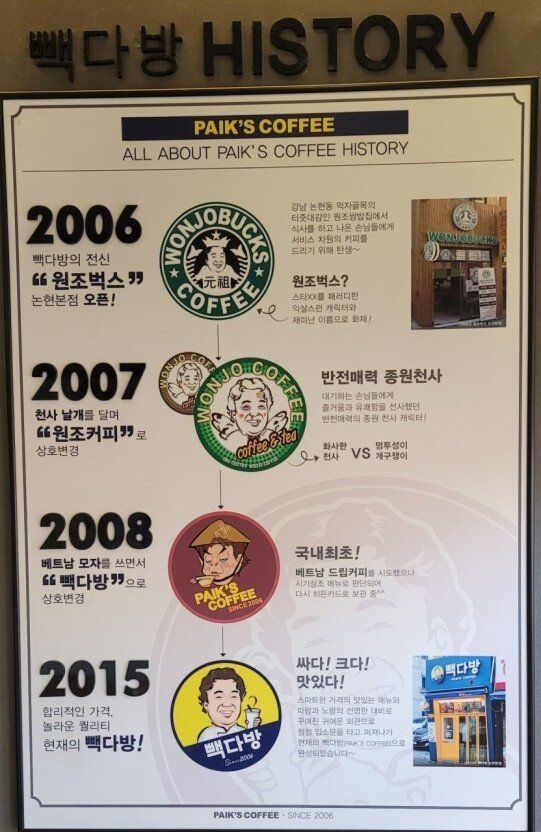 빽다방 HISTORY
PAIK'S COFFEE
ALL ABOUT PAIK'S COFFEE HISTORY
2006
빽다방의 전신
“원조벅스”
논현본점 오픈!
WONJOBUCKS
元祖
COFFEE
강남 논현동 먹자골목의
터줏대감인 원조쌈밥집에서
식사를 하고 나온 손님들에게
서비스 차원의 커피를
드리기 위해 탄생~
원조벅스?
스타XX를 패러디한
익살스런 캐릭터와
재미난 이름으로 화제!
WONJOBUCKS
2007
천사 날개를 달며
“원조커피”로
상호변경
WONJO COFFEE
WONJO COFFEE
coffee & Tea
반전매력 종원천사
대기하는 손님들에게
즐거움과 유쾌함을 선사했던
반전매력의 종원 천사 캐릭터!
화사한
천사
VS
멍투성이
개구쟁이
2008
베트남 모자를 쓰면서
“빽다방”으로
상호변경
PAIK'S
COFFEE
SINCE 2006
국내최초!
베트남 드립커피를 시도했으나
시기상조 메뉴로 판단되어
다시 히든카드로 보관 중^^
2015
합리적인 가격,
놀라운 퀄리티
현재의 빽다방!
빽다방
Since 2006
싸다! 크다!
맛있다!
스마트한 가격의 맛있는 메뉴와
파랑과 노랑의 선명한 대비로
꾸며진 귀여운 외관으로
점점 입소문을 타고 퍼져나가
현재의 빽다방(PAIK'S COFFEE)으로
완성되었습니다~
빽다방
PAIK'S COFFEE
PAIK'S COFFEE · SINCE 2006